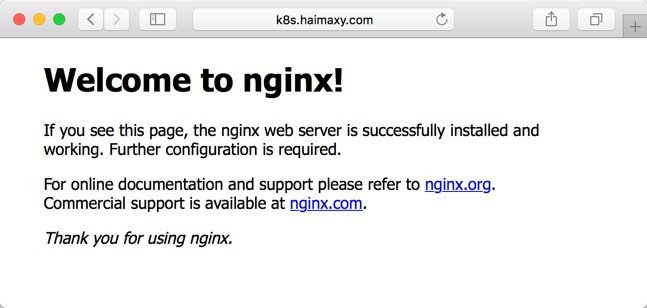 k8s.haimaxy.com
Welcome to nginx!
If you see this page, the nginx web server is successfully installed and
working. Further configuration is required.
For online documentation and support please refer to nginx.org.
Commercial support is available at nginx.com.
Thank you for using nginx.